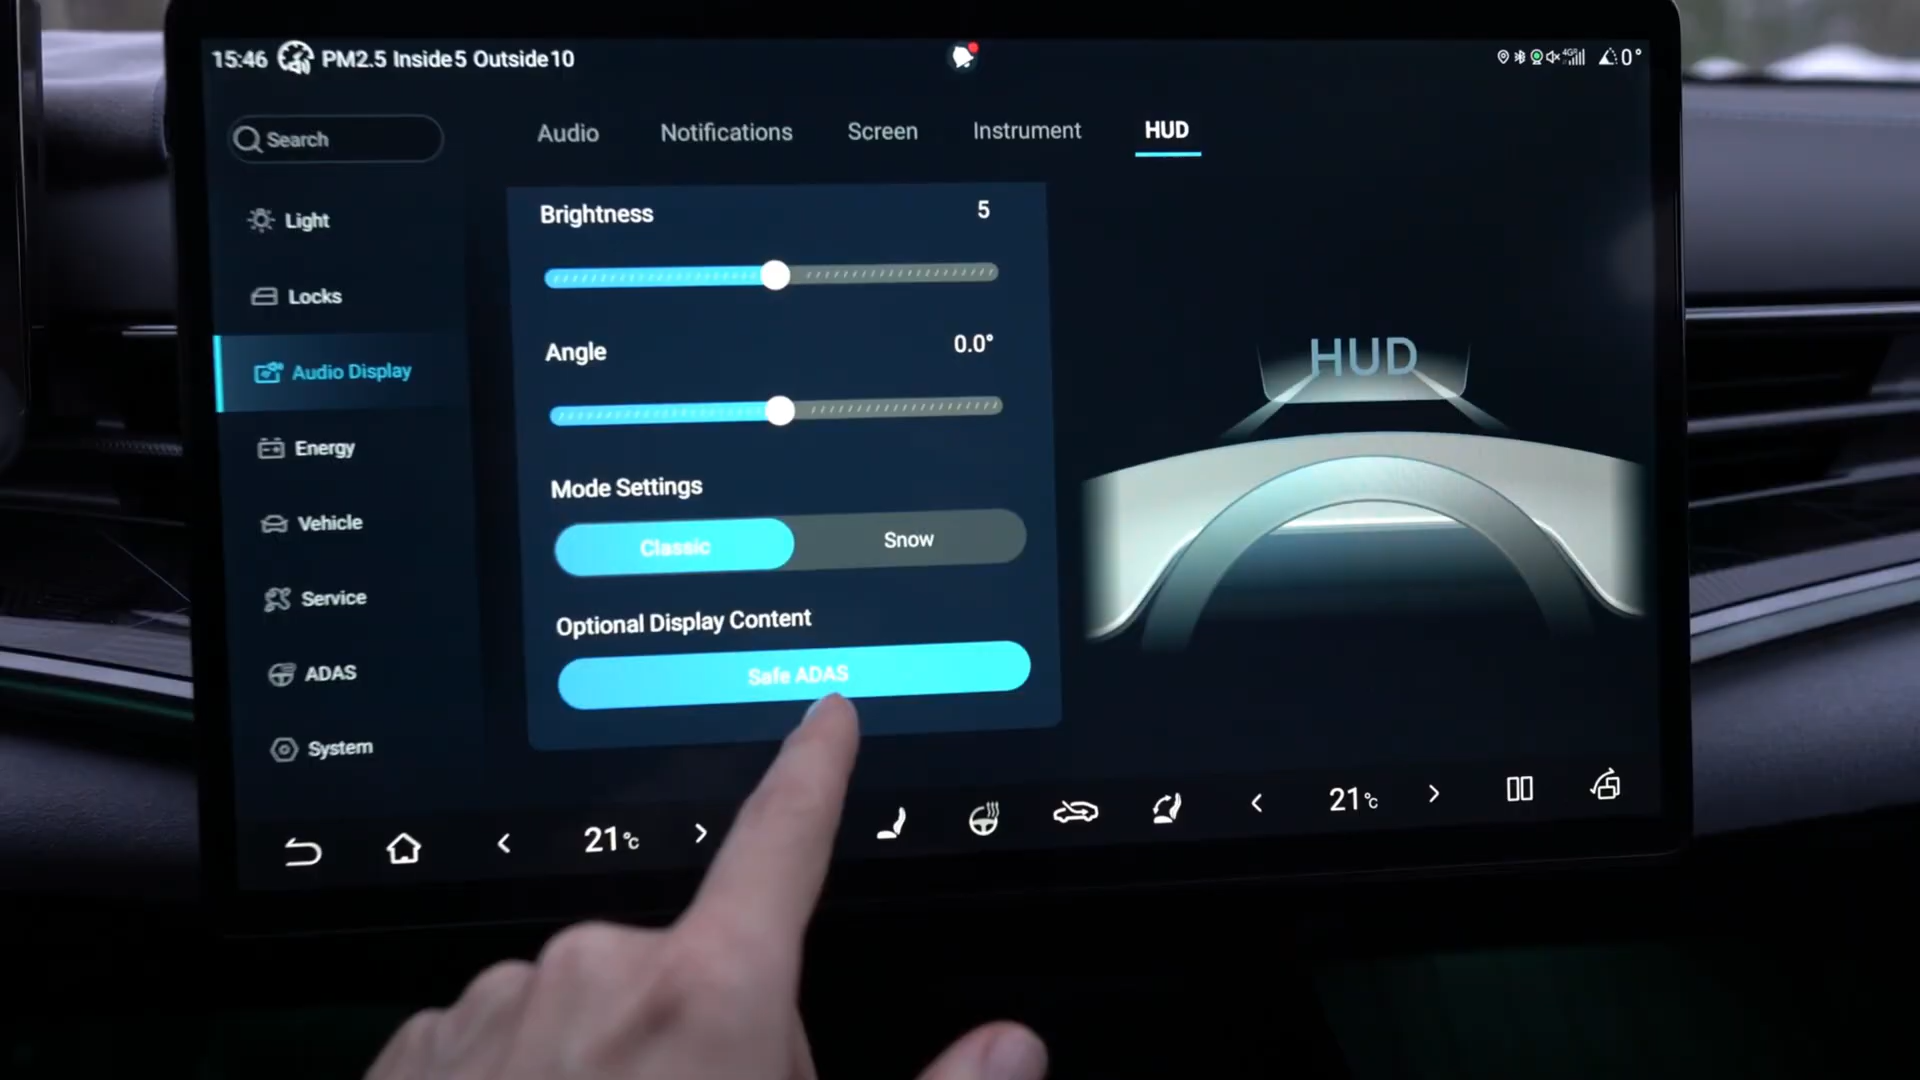 15:46 PM2.5 Inside 5 Outside 10
4G 0°
Search
Audio Notifications Screen Instrument HUD
Light
Locks
Audio Display
Energy
Vehicle
Service
ADAS
System
Brightness 5
Angle 0.0°
Mode Settings
Classic Snow
Optional Display Content
Safe ADAS
HUD
21°C 21°C